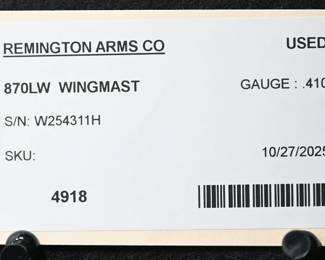 REMINGTON ARMS CO USED
870LW WINGMAST GAUGE : .410
S/N: W254311H
SKU: 10/27/2025
4918